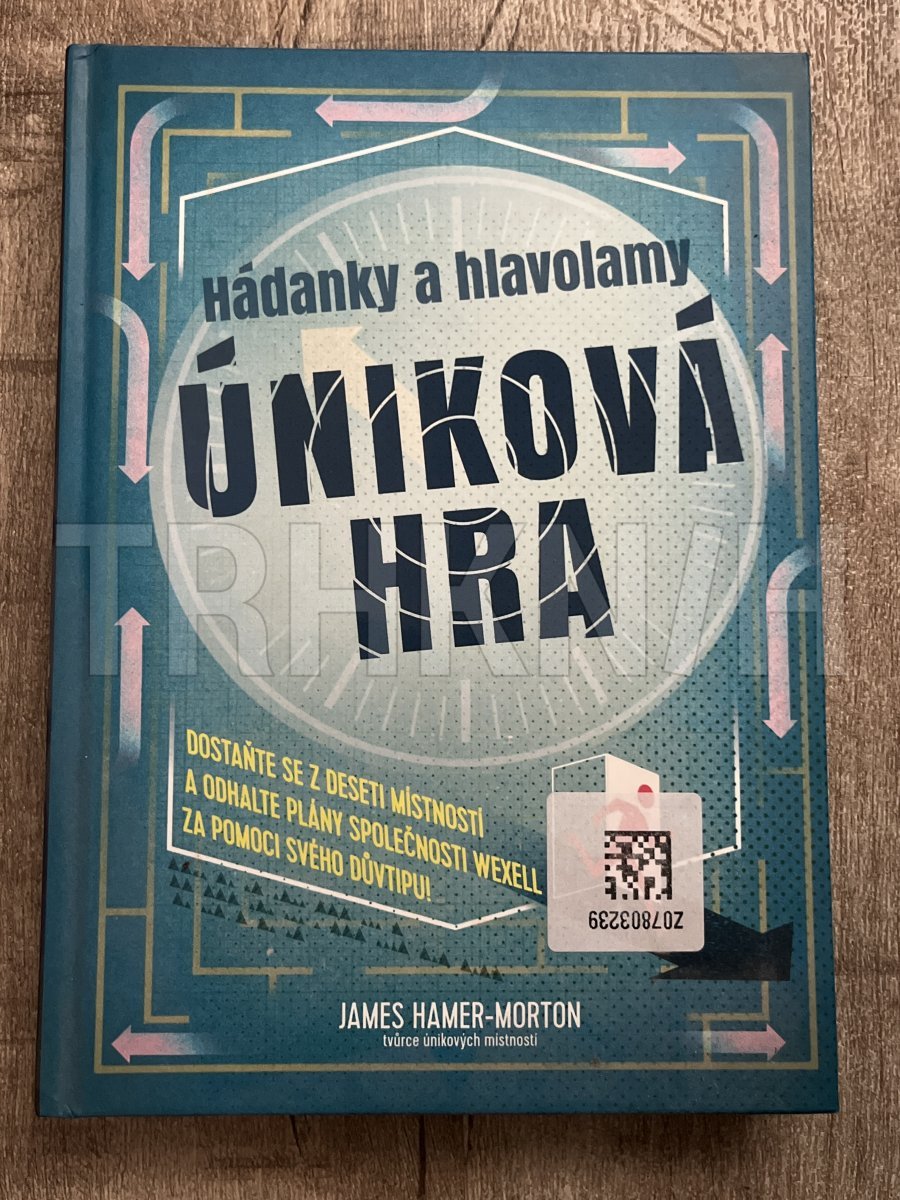 Hádanky a hlavolamy
ÚNIKOVÁ
HRA
DOSTAŇTE SE Z DESETI MÍSTNOSTÍ
A ODHALTE PLÁNY SPOLEČNOSTI WEXELL
ZA POMOCI SVÉHO DŮVTIPU!
Z07803239
JAMES HAMER-MORTON
tvůrce únikových místností